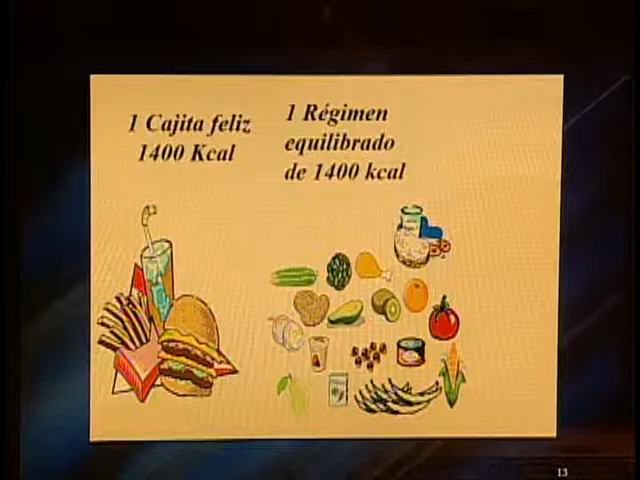 1 Cajita feliz
1400 Kcal
1 Régimen
equilibrado
de 1400 kcal
13